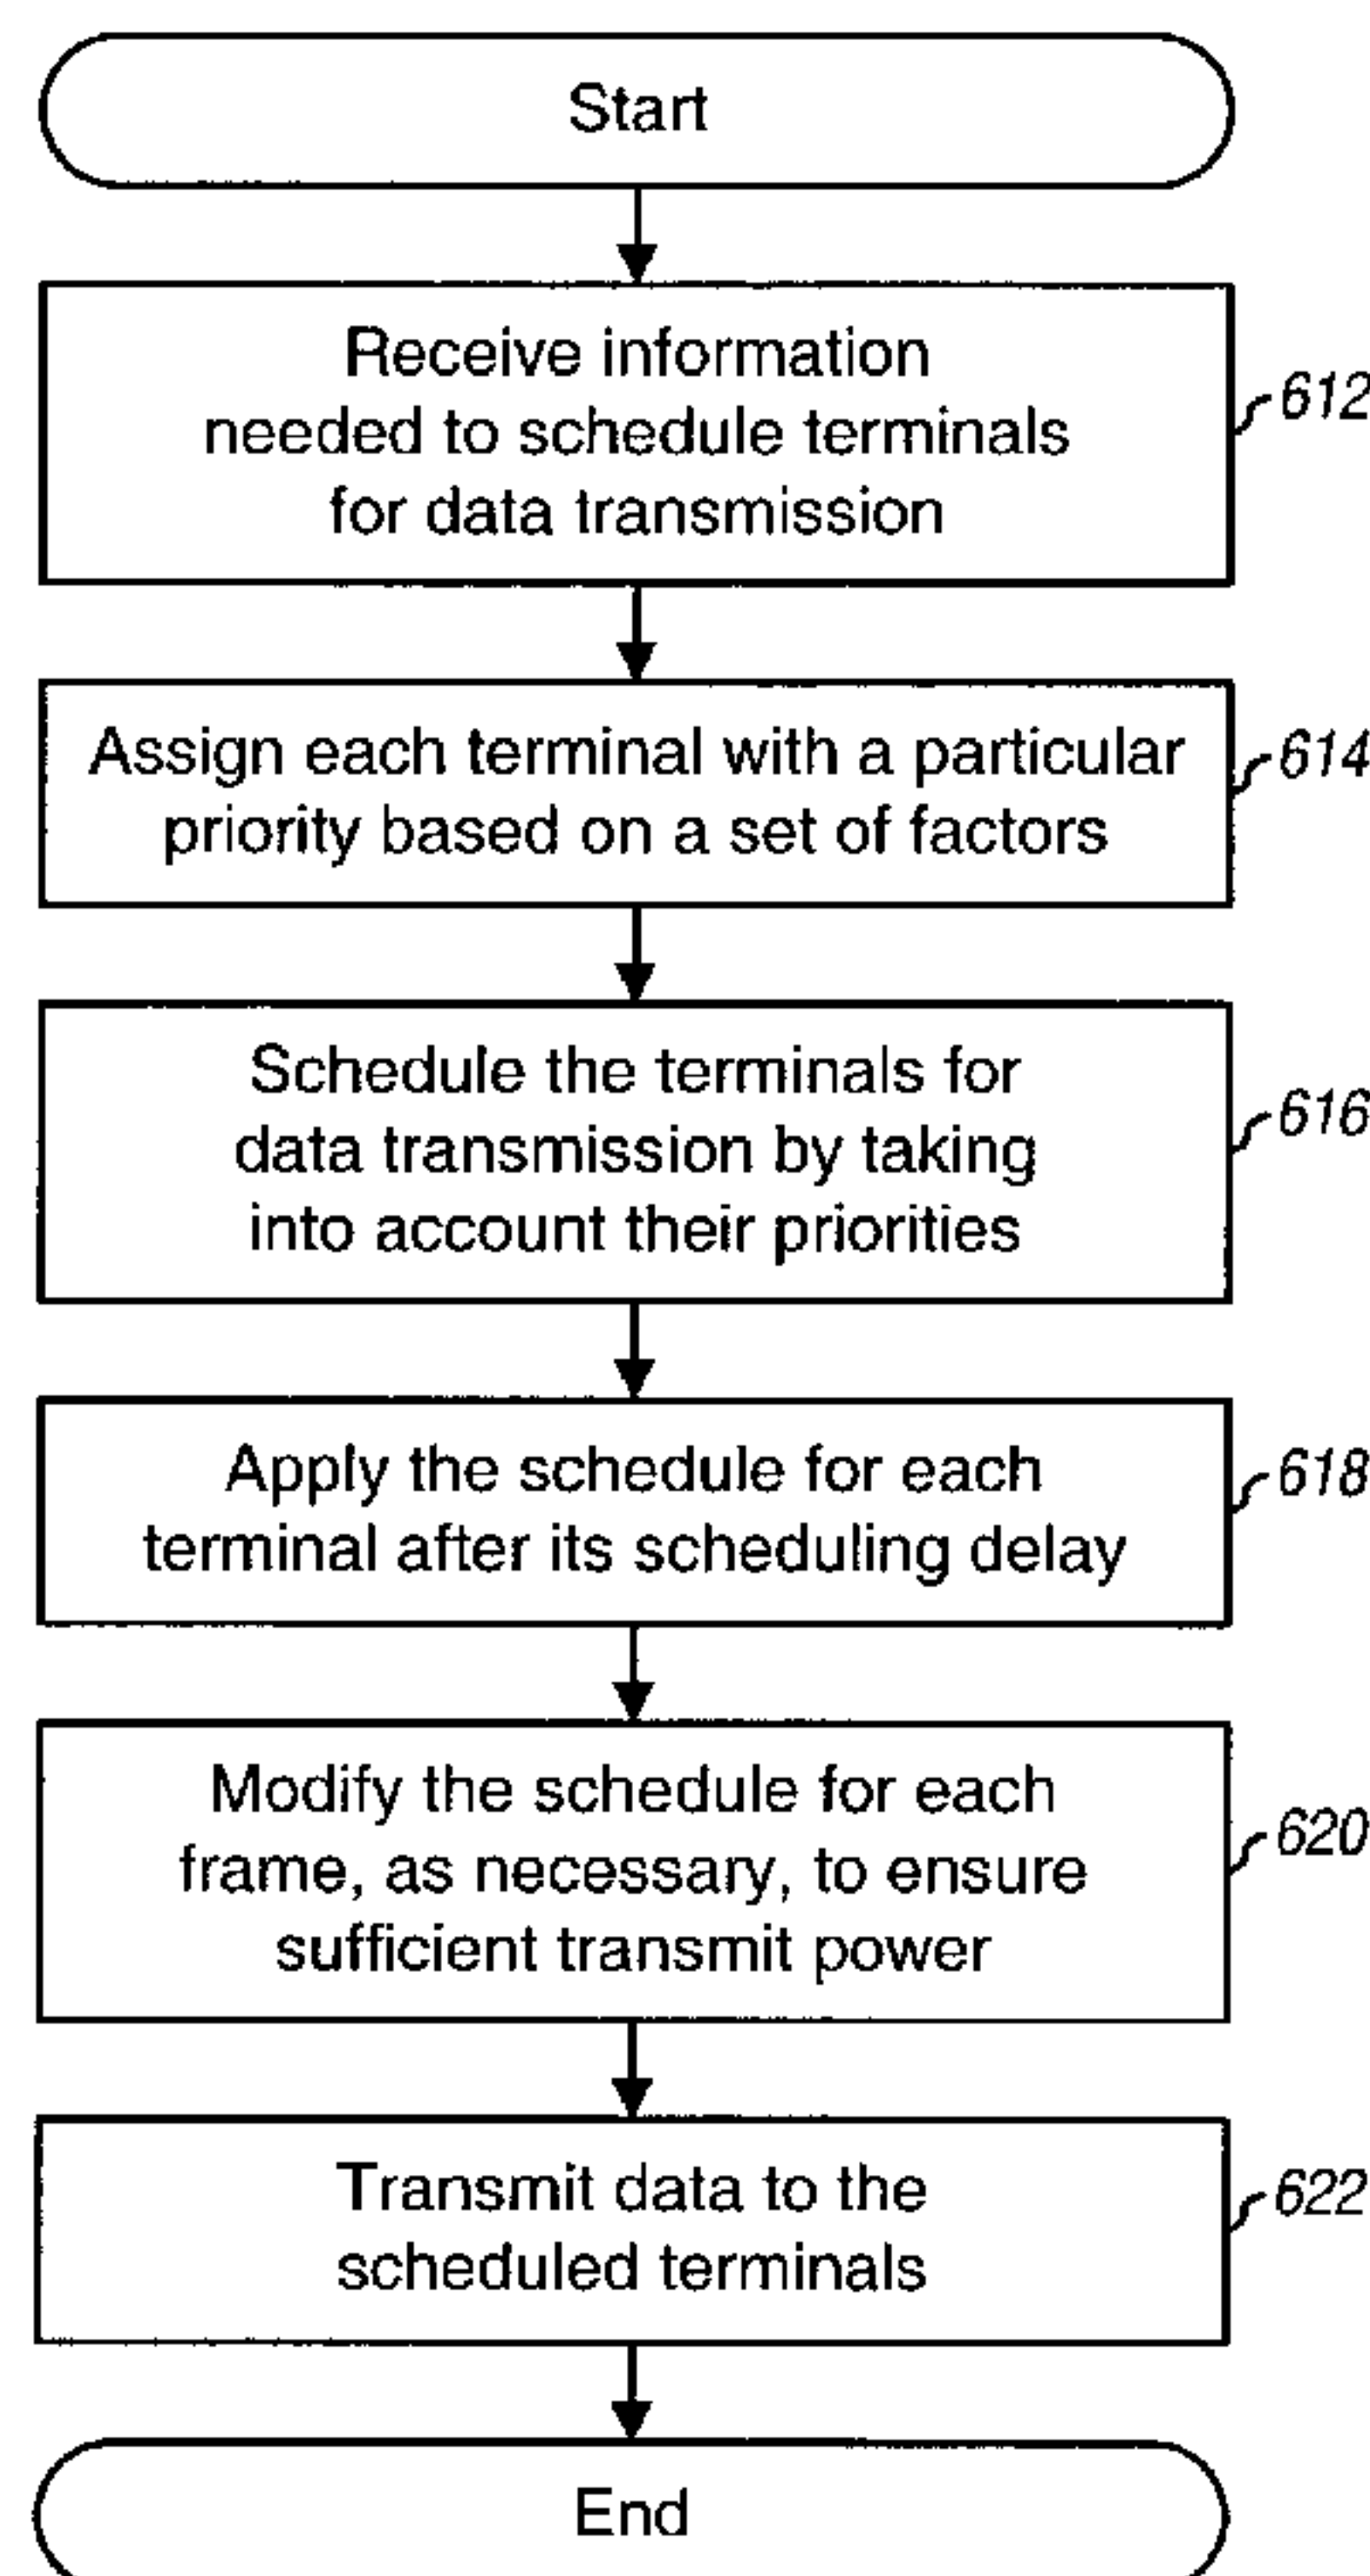 Start
Receive information
needed to schedule terminals
for data transmission
612
Assign each terminal with a particular
priority based on a set of factors
614
Schedule the terminals for
data transmission by taking
into account their priorities
616
Apply the schedule for each
terminal after its scheduling delay
618
Modify the schedule for each
frame, as necessary, to ensure
sufficient transmit power
620
Transmit data to the
scheduled terminals
622
End